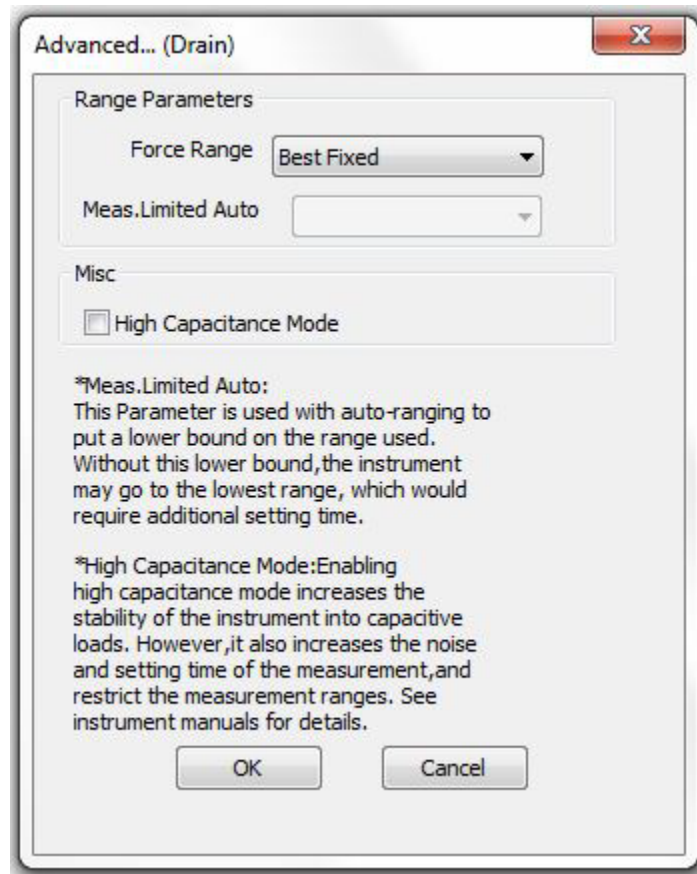 Advanced... (Drain)
Range Parameters
Force Range Best Fixed
Meas.Limited Auto
Misc
High Capacitance Mode
*Meas.Limited Auto:
This Parameter is used with auto-ranging to
put a lower bound on the range used.
Without this lower bound,the instrument
may go to the lowest range, which would
require additional setting time.
*High Capacitance Mode:Enabling
high capacitance mode increases the
stability of the instrument into capacitive
loads. However,it also increases the noise
and setting time of the measurement,and
restrict the measurement ranges. See
instrument manuals for details.
OK Cancel